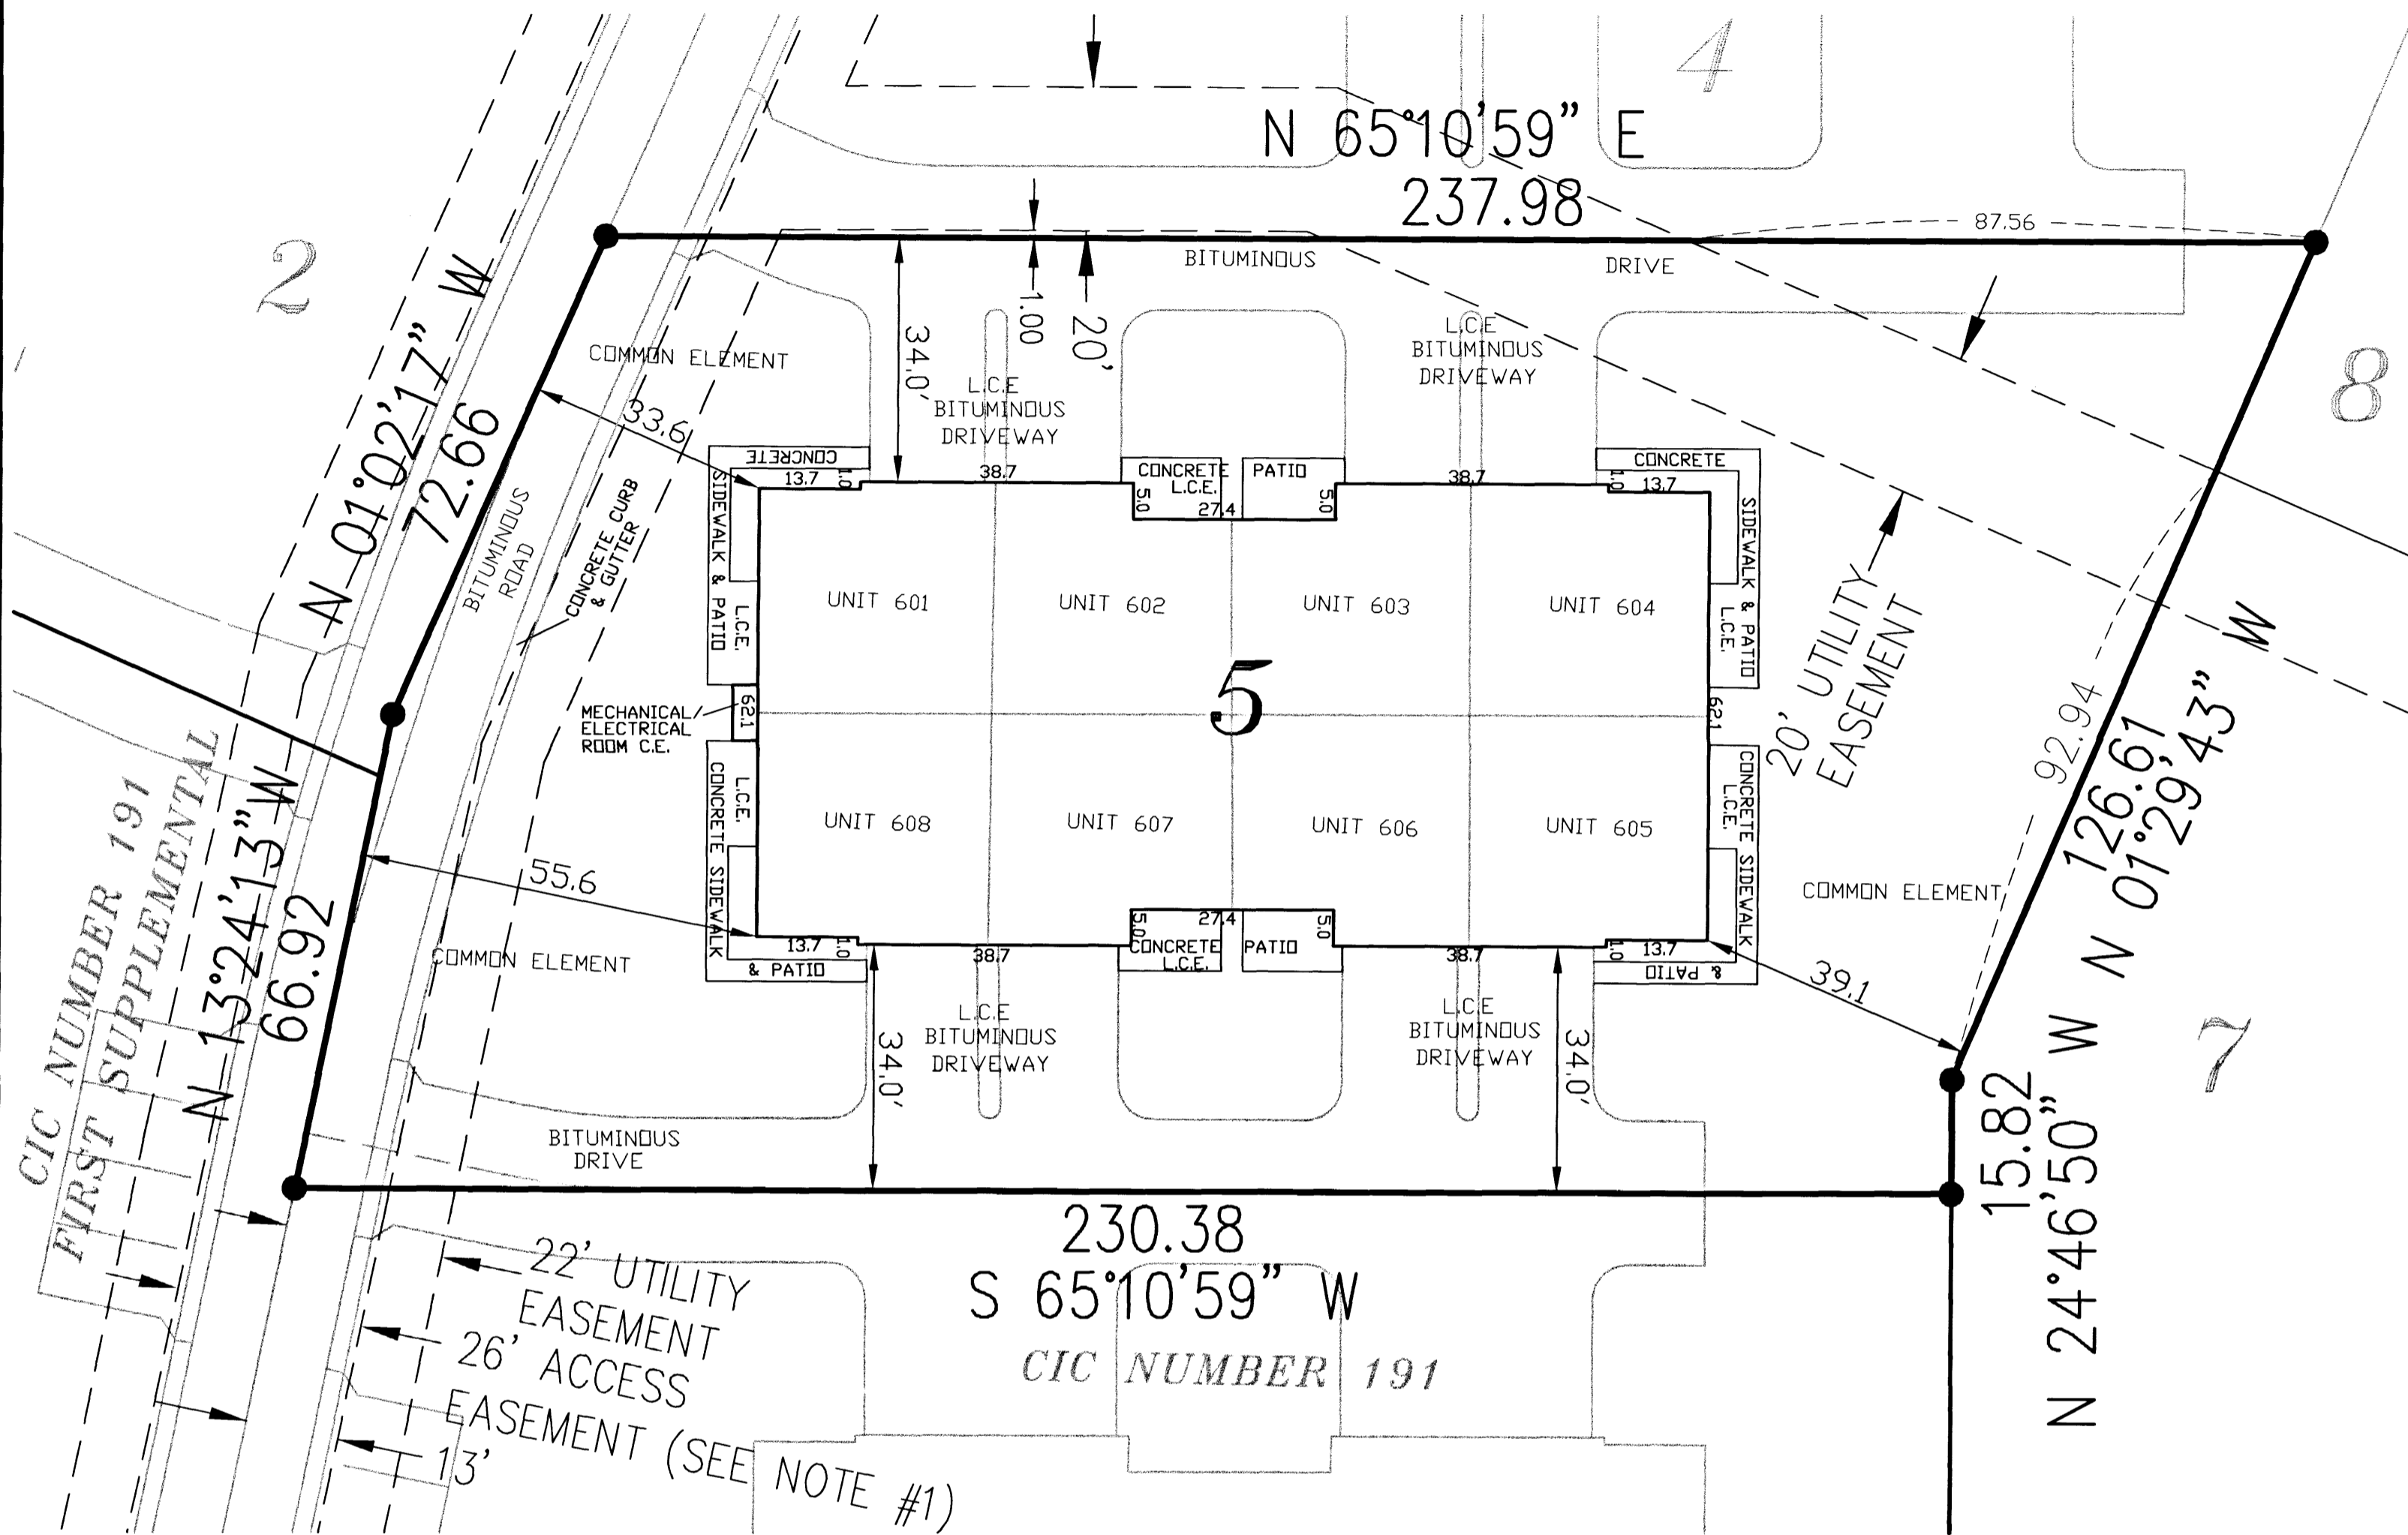 4
N 65°10'59" E
237.98
87.56
2
BITUMINOUS
DRIVE
1.00
20'
34.0'
N 01°02'17" W
72.66
COMMON ELEMENT
33.6
BITUMINOUS
ROAD
CONCRETE CURB
& GUTTER
L.C.E
BITUMINOUS
DRIVEWAY
L.C.E
BITUMINOUS
DRIVEWAY
8
CONCRETE
SIDEWALK & PATIO
L.C.E.
13.7
1.0
38.7
CONCRETE
L.C.E.
PATIO
5.0
27.4
5.0
38.7
1.0
13.7
CONCRETE
SIDEWALK & PATIO
L.C.E.
UNIT 601
UNIT 602
UNIT 603
UNIT 604
20' UTILITY
EASEMENT
5
62.1
62.1
MECHANICAL/
ELECTRICAL
ROOM C.E.
92.94
126.61
N 01°29'43" W
UNIT 608
UNIT 607
UNIT 606
UNIT 605
L.C.E.
CONCRETE SIDEWALK
& PATIO
CONCRETE SIDEWALK
L.C.E.
& PATIO
CIC NUMBER 191
FIRST SUPPLEMENTAL
N 13°24'13" W
66.92
55.6
COMMON ELEMENT
COMMON ELEMENT
13.7
1.0
38.7
5.0
27.4
5.0
CONCRETE
L.C.E.
PATIO
38.7
1.0
13.7
39.1
34.0'
L.C.E
BITUMINOUS
DRIVEWAY
L.C.E
BITUMINOUS
DRIVEWAY
34.0'
7
15.82
N 24°46'50" W
BITUMINOUS
DRIVE
230.38
S 65°10'59" W
CIC NUMBER 191
22' UTILITY
EASEMENT
26' ACCESS
EASEMENT (SEE NOTE #1)
13'